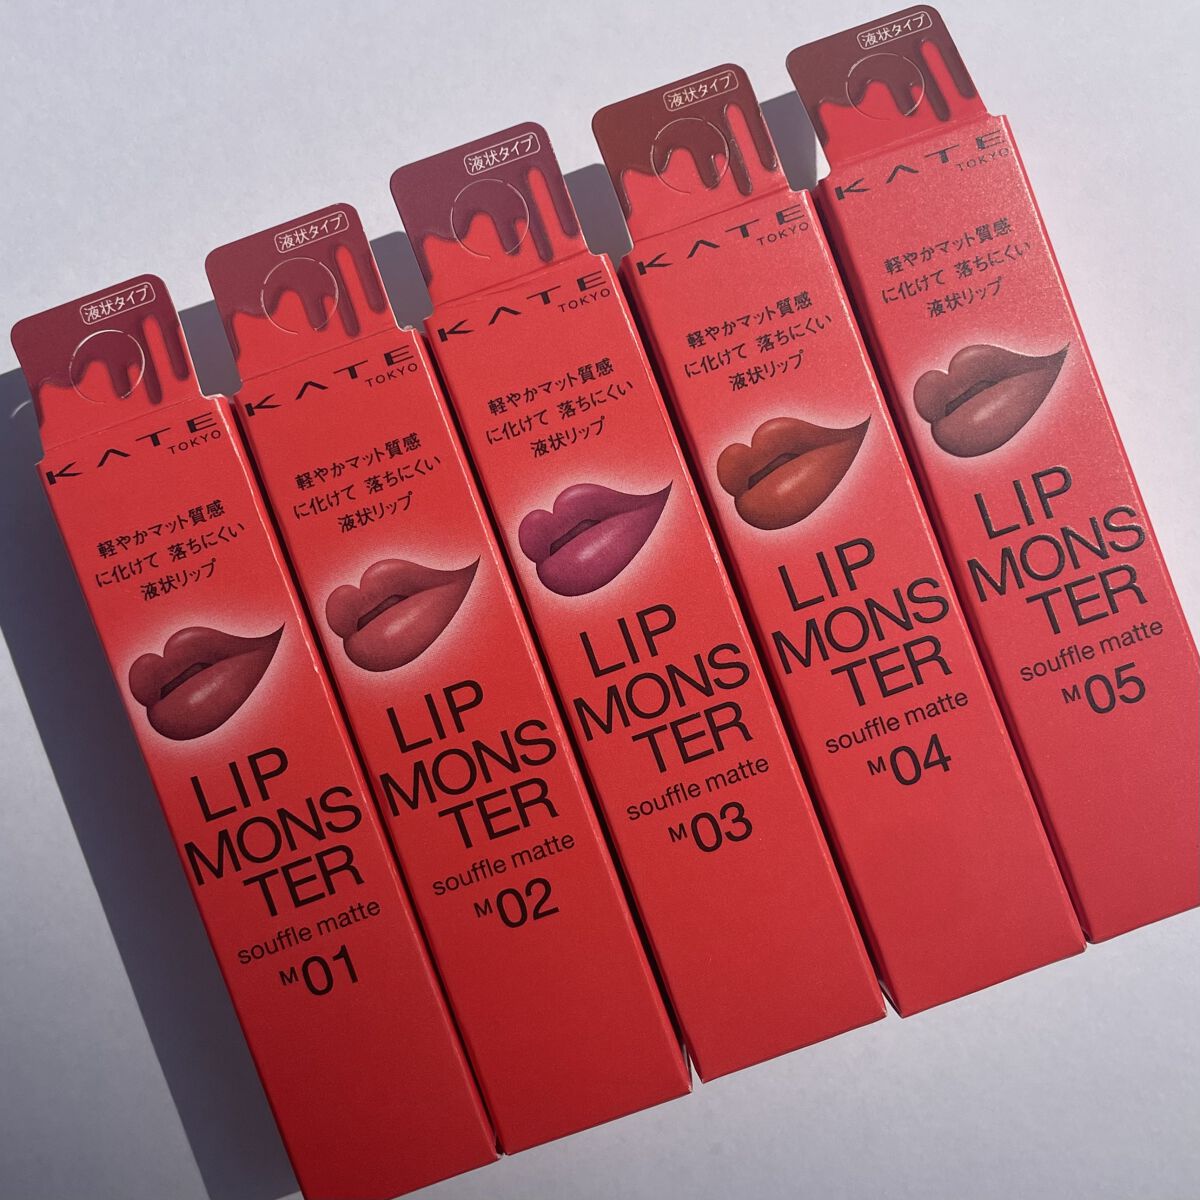 液状タイプ
KATE
TOKYO
軽やかマット質感
に化けて 落ちにくい
液状リップ
LIP
MONS
TER
souffle matte
M01
液状タイプ
KATE
TOKYO
軽やかマット質感
に化けて 落ちにくい
液状リップ
LIP
MONS
TER
souffle matte
M02
液状タイプ
KATE
TOKYO
軽やかマット質感
に化けて 落ちにくい
液状リップ
LIP
MONS
TER
souffle matte
M03
液状タイプ
KATE
TOKYO
軽やかマット質感
に化けて 落ちにくい
液状リップ
LIP
MONS
TER
souffle matte
M04
液状タイプ
KATE
TOKYO
軽やかマット質感
に化けて 落ちにくい
液状リップ
LIP
MONS
TER
souffle matte
M05